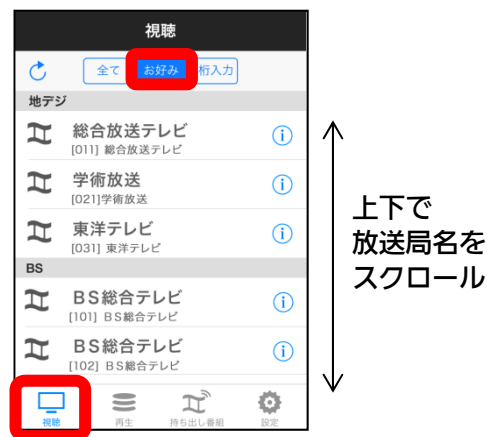 視聴
全て お好み 桁入力
地デジ
総合放送テレビ
[011] 総合放送テレビ
学術放送
[021]学術放送
東洋テレビ
[031] 東洋テレビ
BS
BS総合テレビ
[101] BS総合テレビ
BS総合テレビ
[102] BS総合テレビ
視聴 再生 持ち出し番組 設定
上下で
放送局名を
スクロール